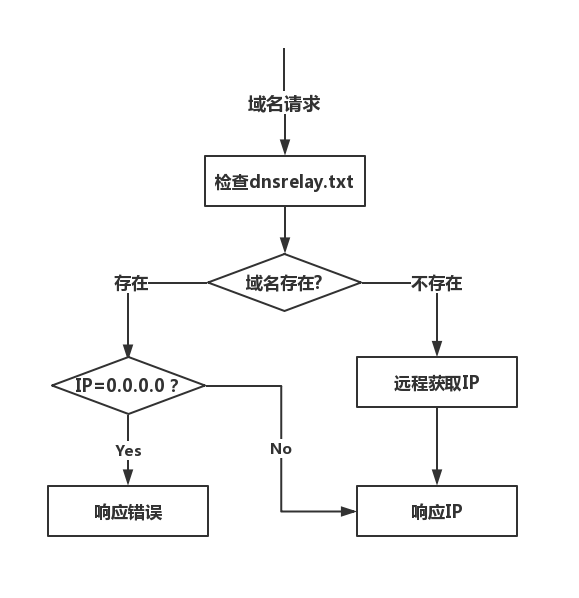 域名请求
检查dnsrelay.txt
域名存在?
存在
不存在
IP=0.0.0.0 ?
远程获取IP
Yes
No
响应错误
响应IP